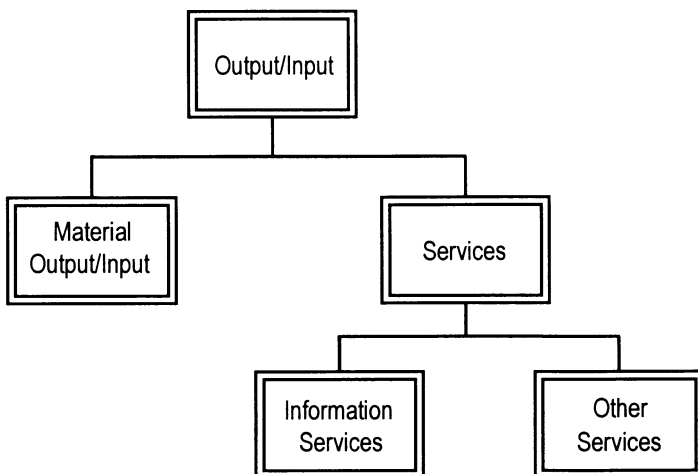 Output/Input
Material
Output/Input
Services
Information
Services
Other
Services